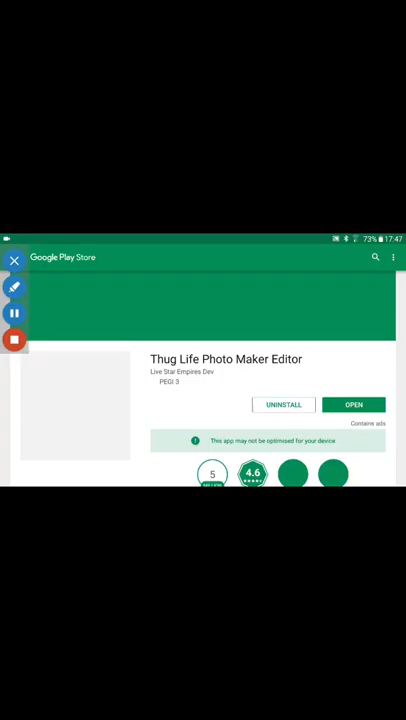 73% 17:47
Google Play Store
Thug Life Photo Maker Editor
Live Star Empires Dev
PEGI 3
UNINSTALL
OPEN
Contains ads
! This app may not be optimised for your device
5
MILLION
4.6